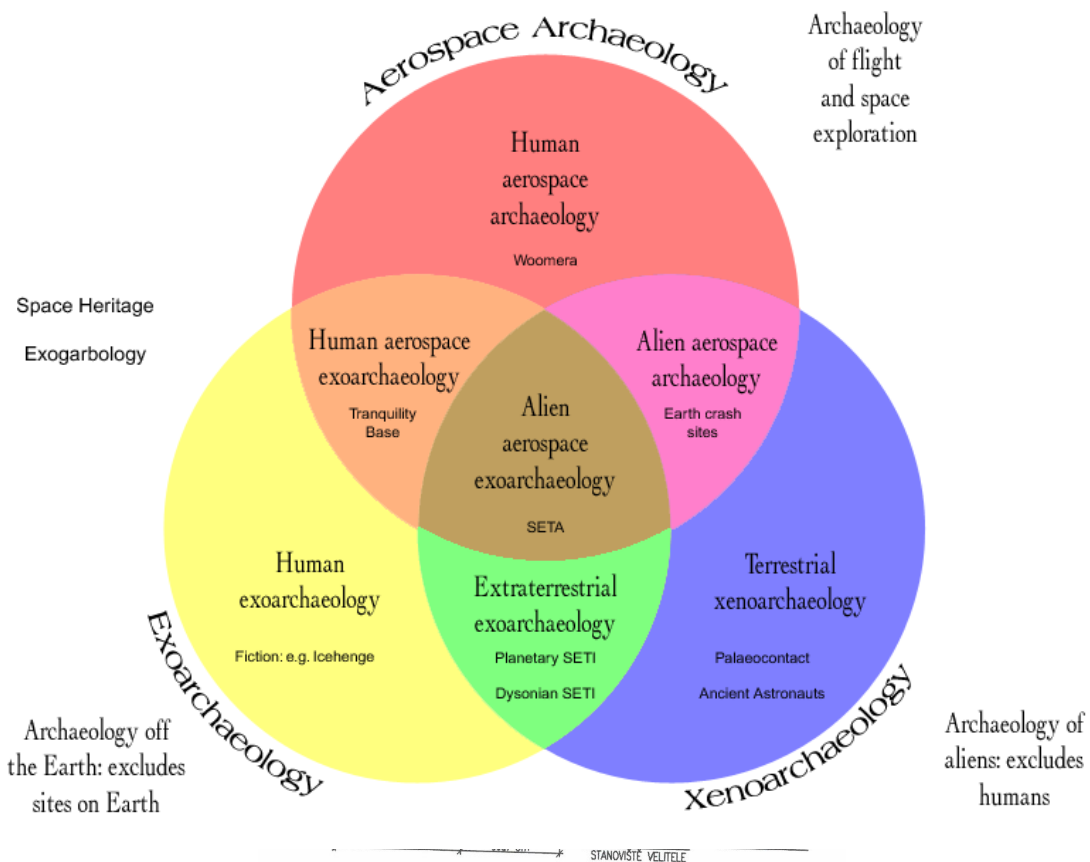 Aerospace Archaeology
Archaeology
of flight
and space
exploration
Human
aerospace
archaeology
Woomera
Space Heritage
Exogarbology
Human aerospace
exoarchaeology
Tranquility
Base
Alien aerospace
archaeology
Earth crash
sites
Alien
aerospace
exoarchaeology
SETA
Human
exoarchaeology
Fiction: e.g. Icehenge
Extraterrestrial
exoarchaeology
Planetary SETI
Dysonian SETI
Terrestrial
xenoarchaeology
Palaeocontact
Ancient Astronauts
Exoarchaeology
Xenoarchaeology
Archaeology off
the Earth: excludes
sites on Earth
Archaeology of
aliens: excludes
humans
STANOVIŠTĚ VELITELE